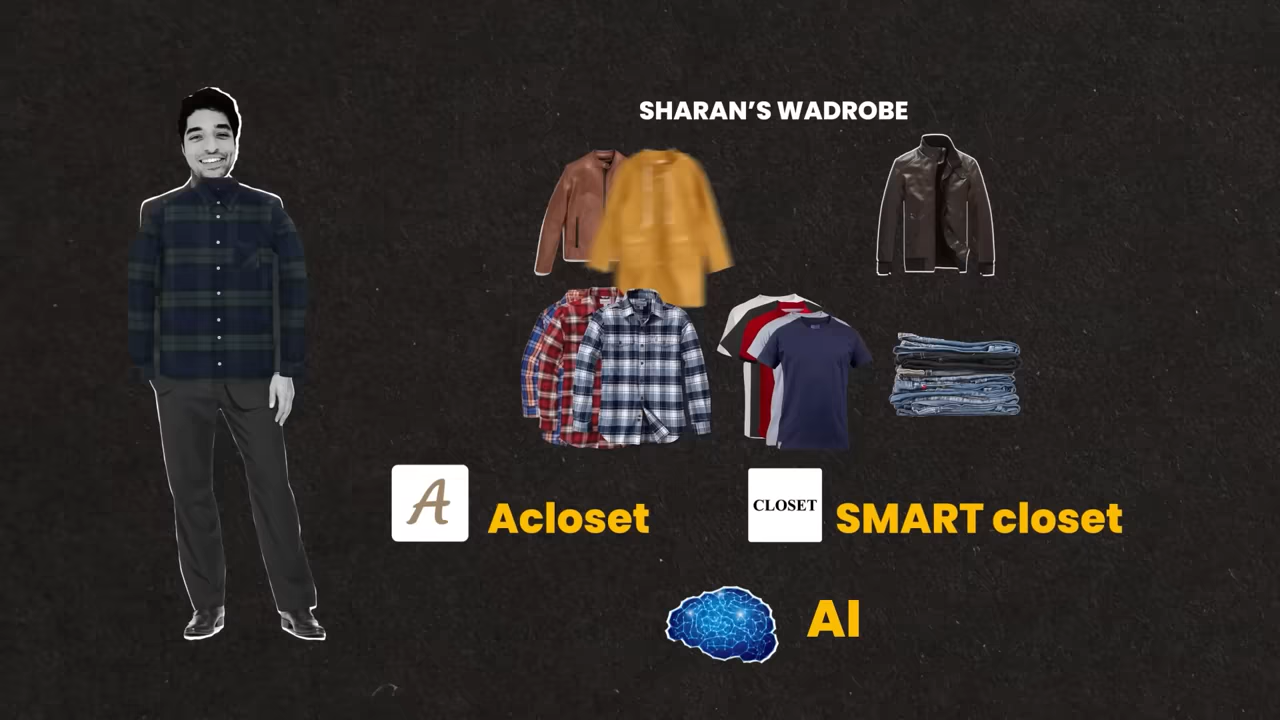 SHARAN’S WADROBE
A
Acloset
CLOSET
SMART closet
AI